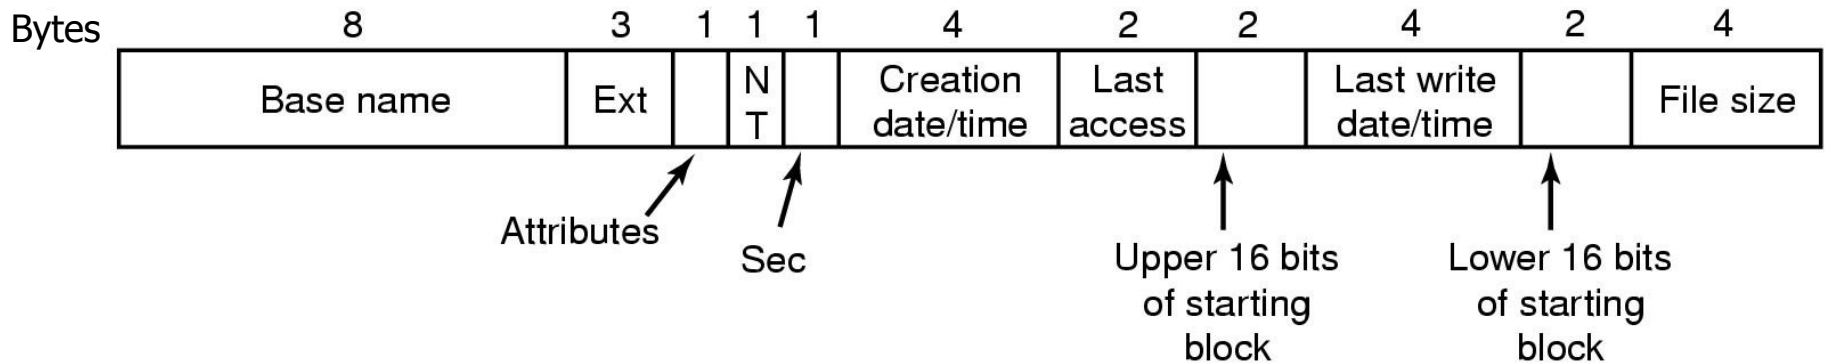 Bytes 8 3 1 1 1 4 2 2 4 2 4
Base name
Ext
N
T
Creation
date/time
Last
access
Last write
date/time
File size
Attributes
Sec
Upper 16 bits
of starting
block
Lower 16 bits
of starting
block